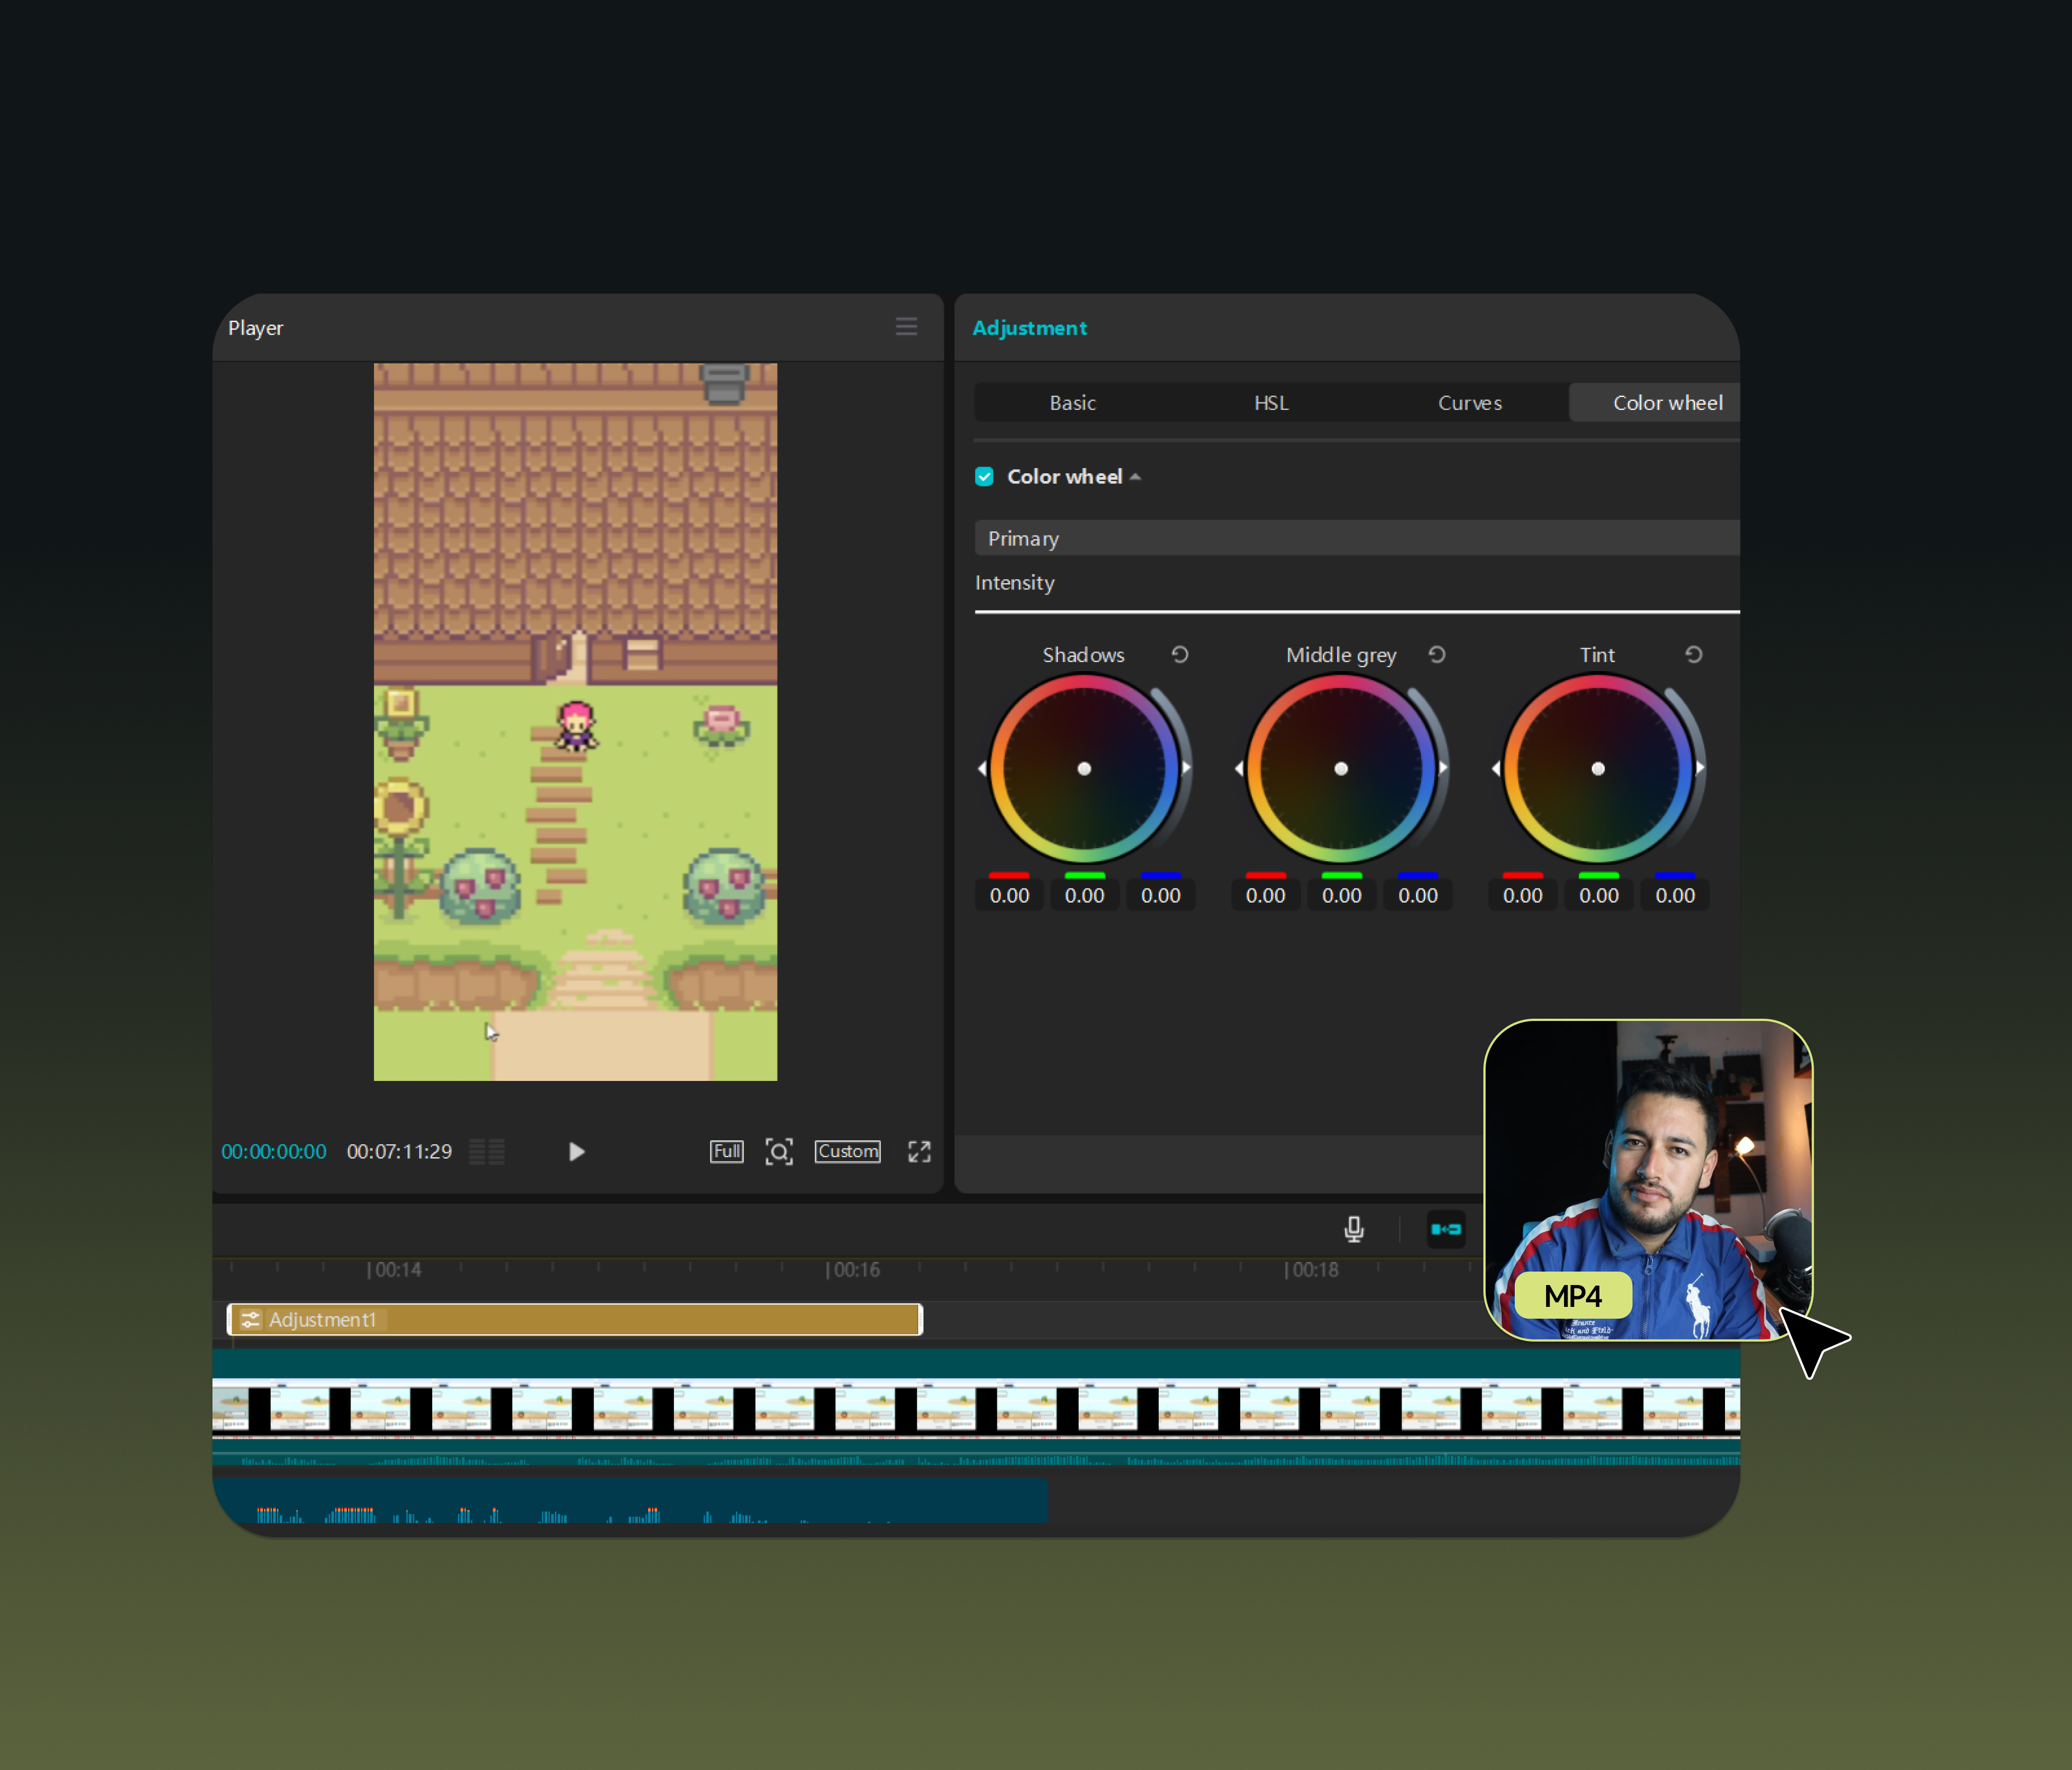 Player
Adjustment
Basic HSL Curves Color wheel
Color wheel
Primary
Intensity
Shadows Middle grey Tint
0.00 0.00 0.00 0.00 0.00 0.00 0.00 0.00 0.00
00:00:00:00 00:07:11:29 Full Custom
00:14 00:16 00:18
Adjustment1
MP4